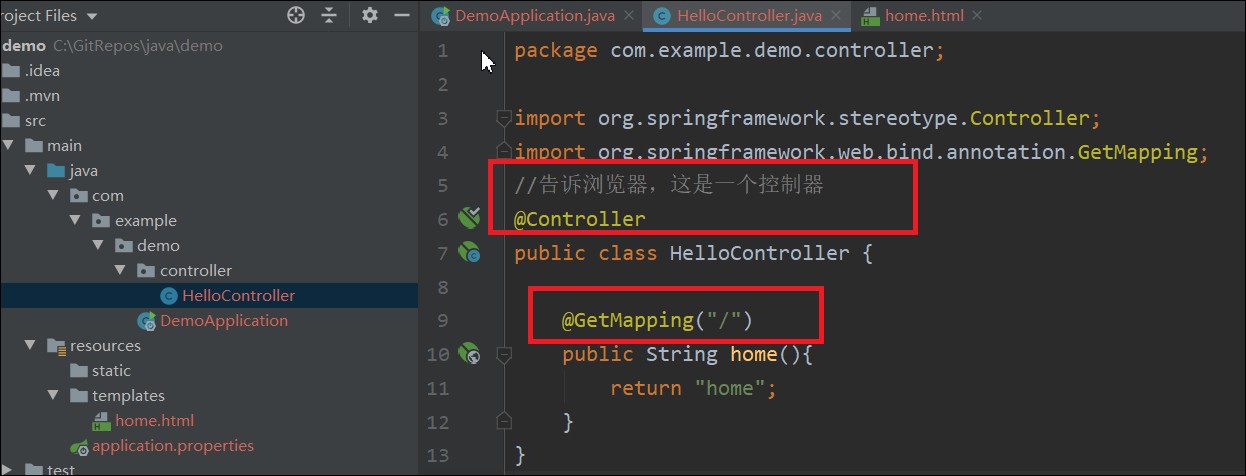 roject Files
demo C:\GitRepos\java\demo
.idea
.mvn
src
main
java
com
example
demo
controller
HelloController
DemoApplication
resources
static
templates
home.html
application.properties
test
DemoApplication.java
HelloController.java
home.html
1 package com.example.demo.controller;
2
3 import org.springframework.stereotype.Controller;
4 import org.springframework.web.bind.annotation.GetMapping;
5 //告诉浏览器，这是一个控制器
6 @Controller
7 public class HelloController {
8
9 @GetMapping("/")
10 public String home(){
11 return "home";
12 }
13 }